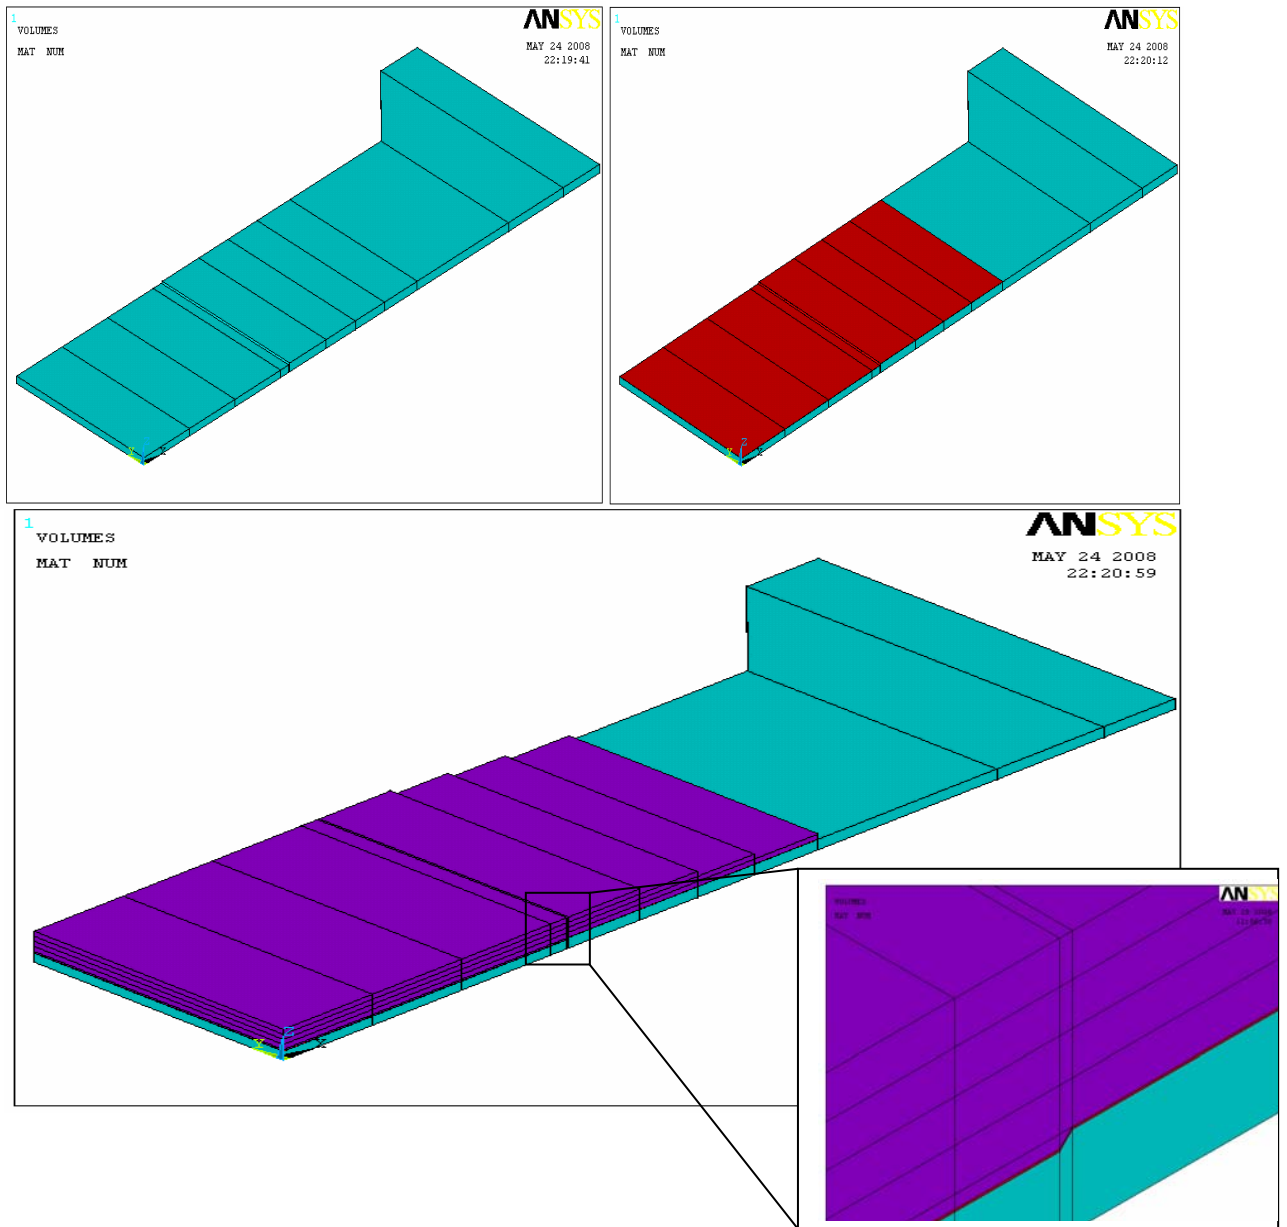 1
VOLUMES
MAT NUM
ANSYS
MAY 24 2008
22:19:41
Y Z X
1
VOLUMES
MAT NUM
ANSYS
MAY 24 2008
22:20:12
Z
Y X
1
VOLUMES
MAT NUM
ANSYS
MAY 24 2008
22:20:59
Z
Y X
VOLUMES
MAT NUM
ANSYS